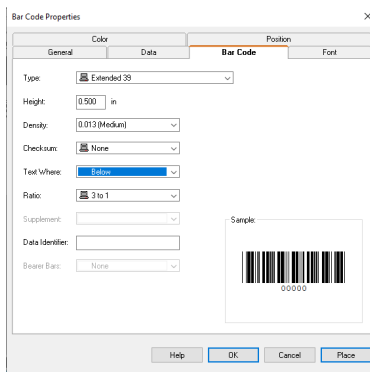 Bar Code Properties
Color Position
General Data Bar Code Font
Type: Extended 39
Height: 0.500 in
Density: 0.013 (Medium)
Checksum: None
Text Where: Below
Ratio: 3 to 1
Supplement:
Data Identifier:
Bearer Bars: None
Sample:
00000
Help OK Cancel Place